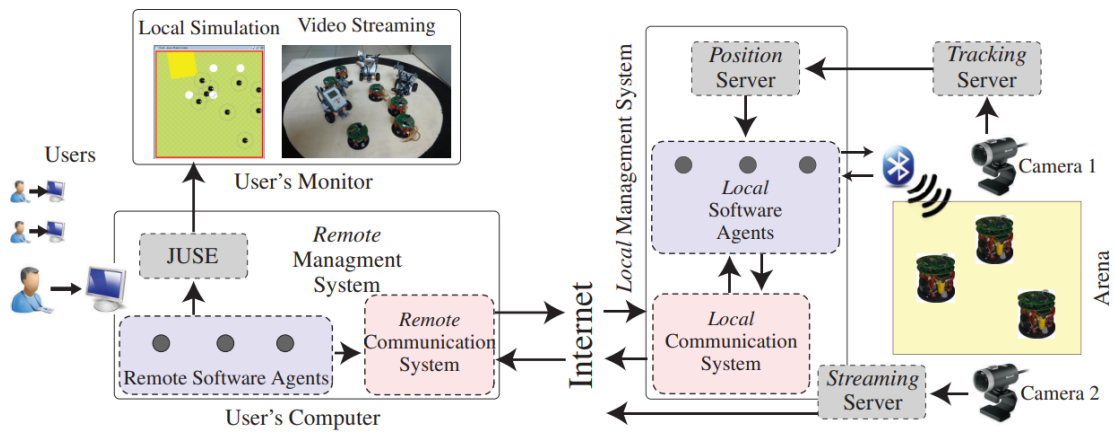 Local Simulation
Video Streaming
User's Monitor
Users
JUSE
Remote
Managment
System
Remote Software Agents
Remote
Communication
System
User's Computer
Internet
Local Management System
Position
Server
Tracking
Server
Local
Software
Agents
Camera 1
Arena
Local
Communication
System
Streaming
Server
Camera 2